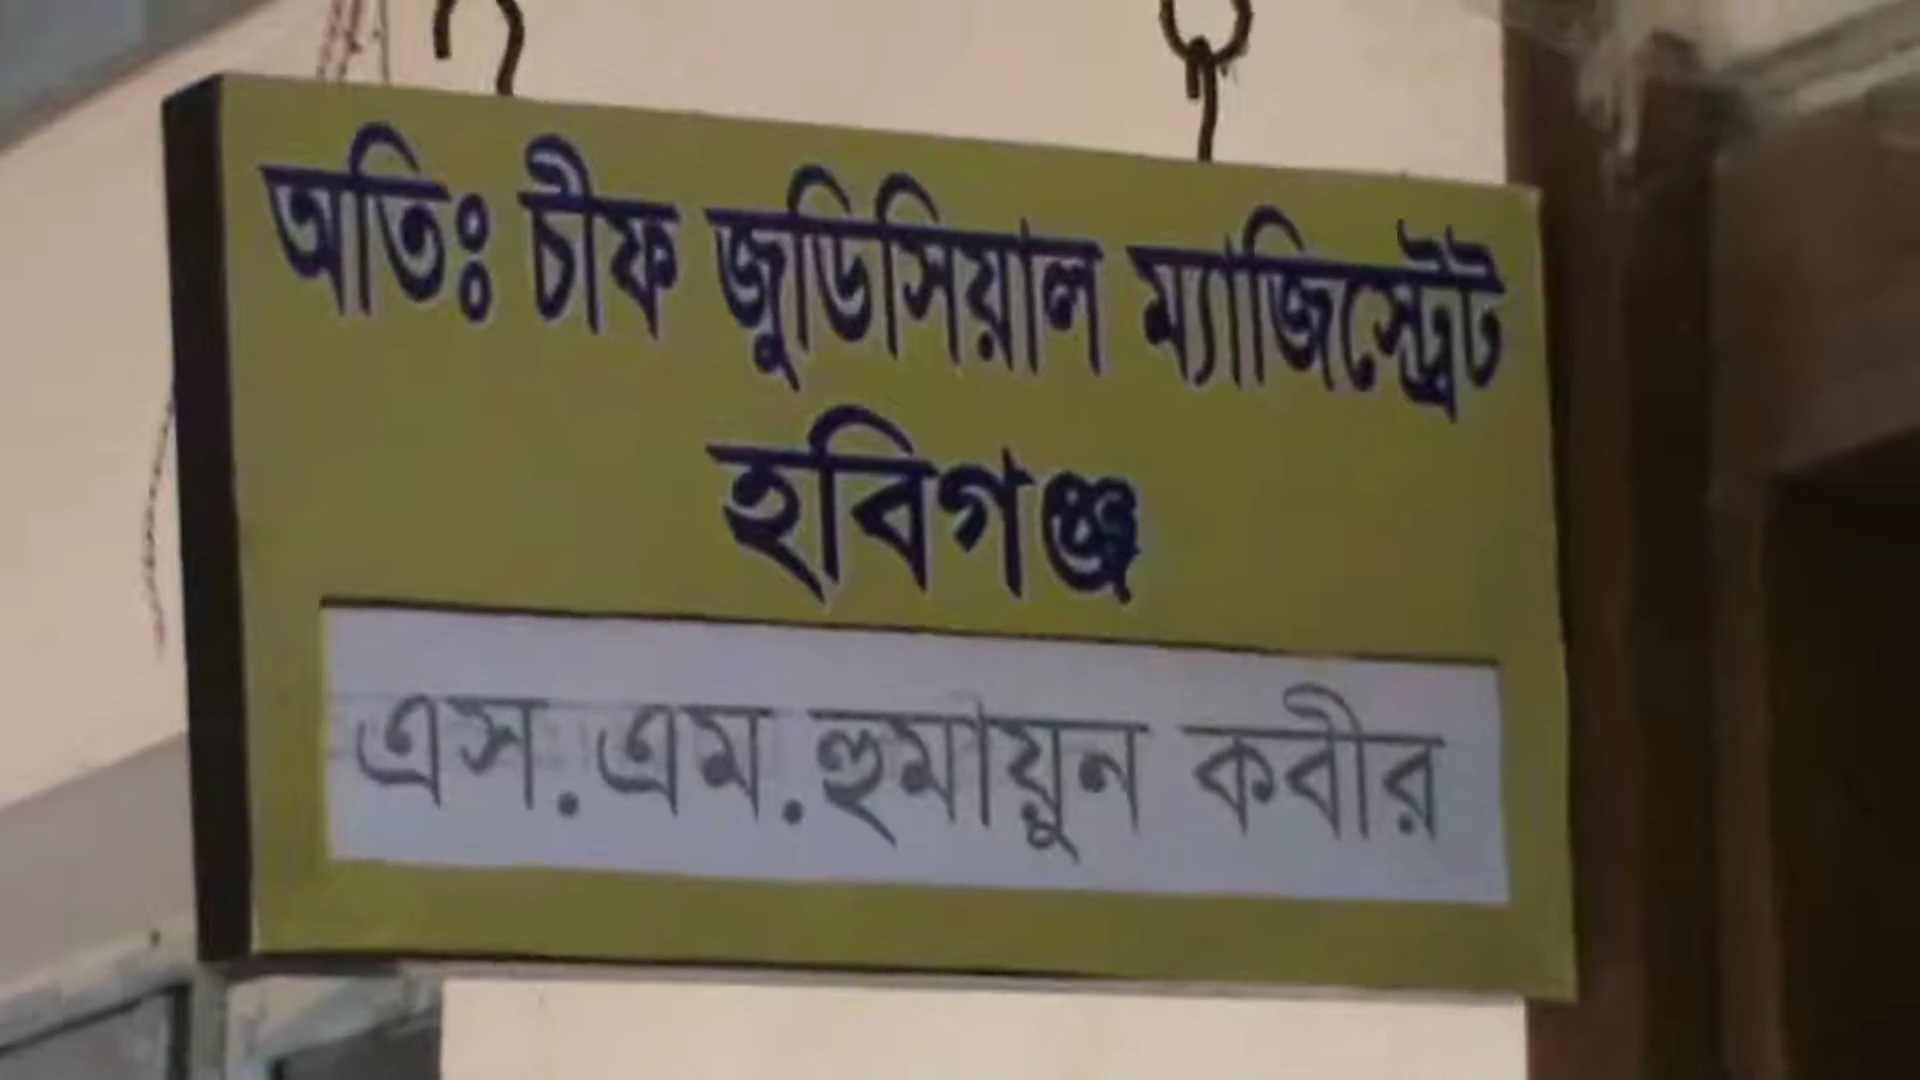 অতিঃ চীফ জুডিসিয়াল ম্যাজিস্ট্রেট
হবিগঞ্জ
এস.এম.হুমায়ুন কবীর